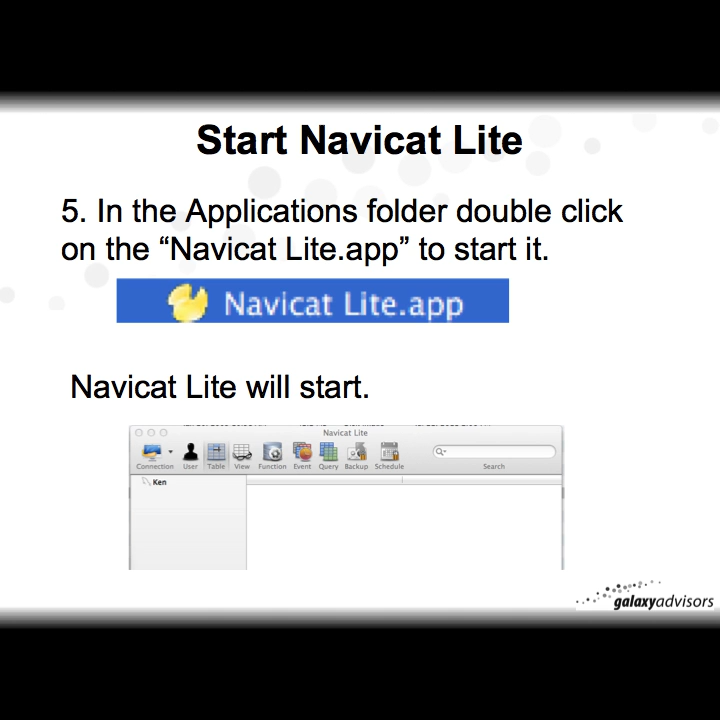 Start Navicat Lite
5. In the Applications folder double click
on the “Navicat Lite.app” to start it.
Navicat Lite.app
Navicat Lite will start.
Navicat Lite
Connection User Table View Function Event Query Backup Schedule Search
Ken
galaxyadvisors